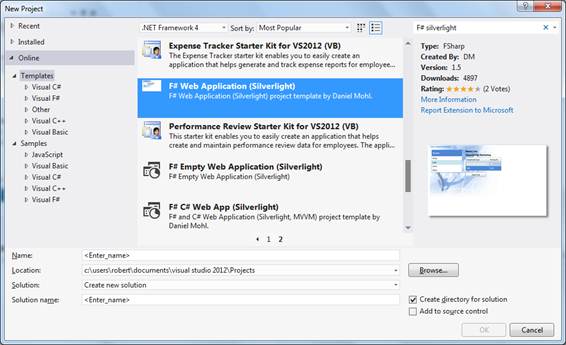 New Project
Recent
Installed
Online
Templates
Visual C#
Visual F#
Other
Visual C++
Visual Basic
Samples
JavaScript
Visual Basic
Visual C#
Visual C++
Visual F#
.NET Framework 4
Sort by: Most Popular
Expense Tracker Starter Kit for VS2012 (VB)
The Expense Tracker starter kit enables you to easily create an
application that helps generate and track expense reports for employee...
F# Web Application (Silverlight)
F# Web Application (Silverlight) project template by Daniel Mohl.
Performance Review Starter Kit for VS2012 (VB)
This starter kit enables you to easily create an application that helps
create and maintain performance review data for employees. The appli...
F# Empty Web Application (Silverlight)
F# Empty Web Application (Silverlight)
F# C# Web App (Silverlight)
F# and C# Web Application (Silverlight, MVVM) project template by
Daniel Mohl.
1 2
F# silverlight
Type: FSharp
Created By: DM
Version: 1.5
Downloads: 4897
Rating: (2 Votes)
More Information
Report Extension to Microsoft
Name: <Enter_name>
Location: c:\users\robert\documents\visual studio 2012\Projects
Browse...
Solution: Create new solution
Solution name: <Enter_name>
Create directory for solution
Add to source control
OK
Cancel